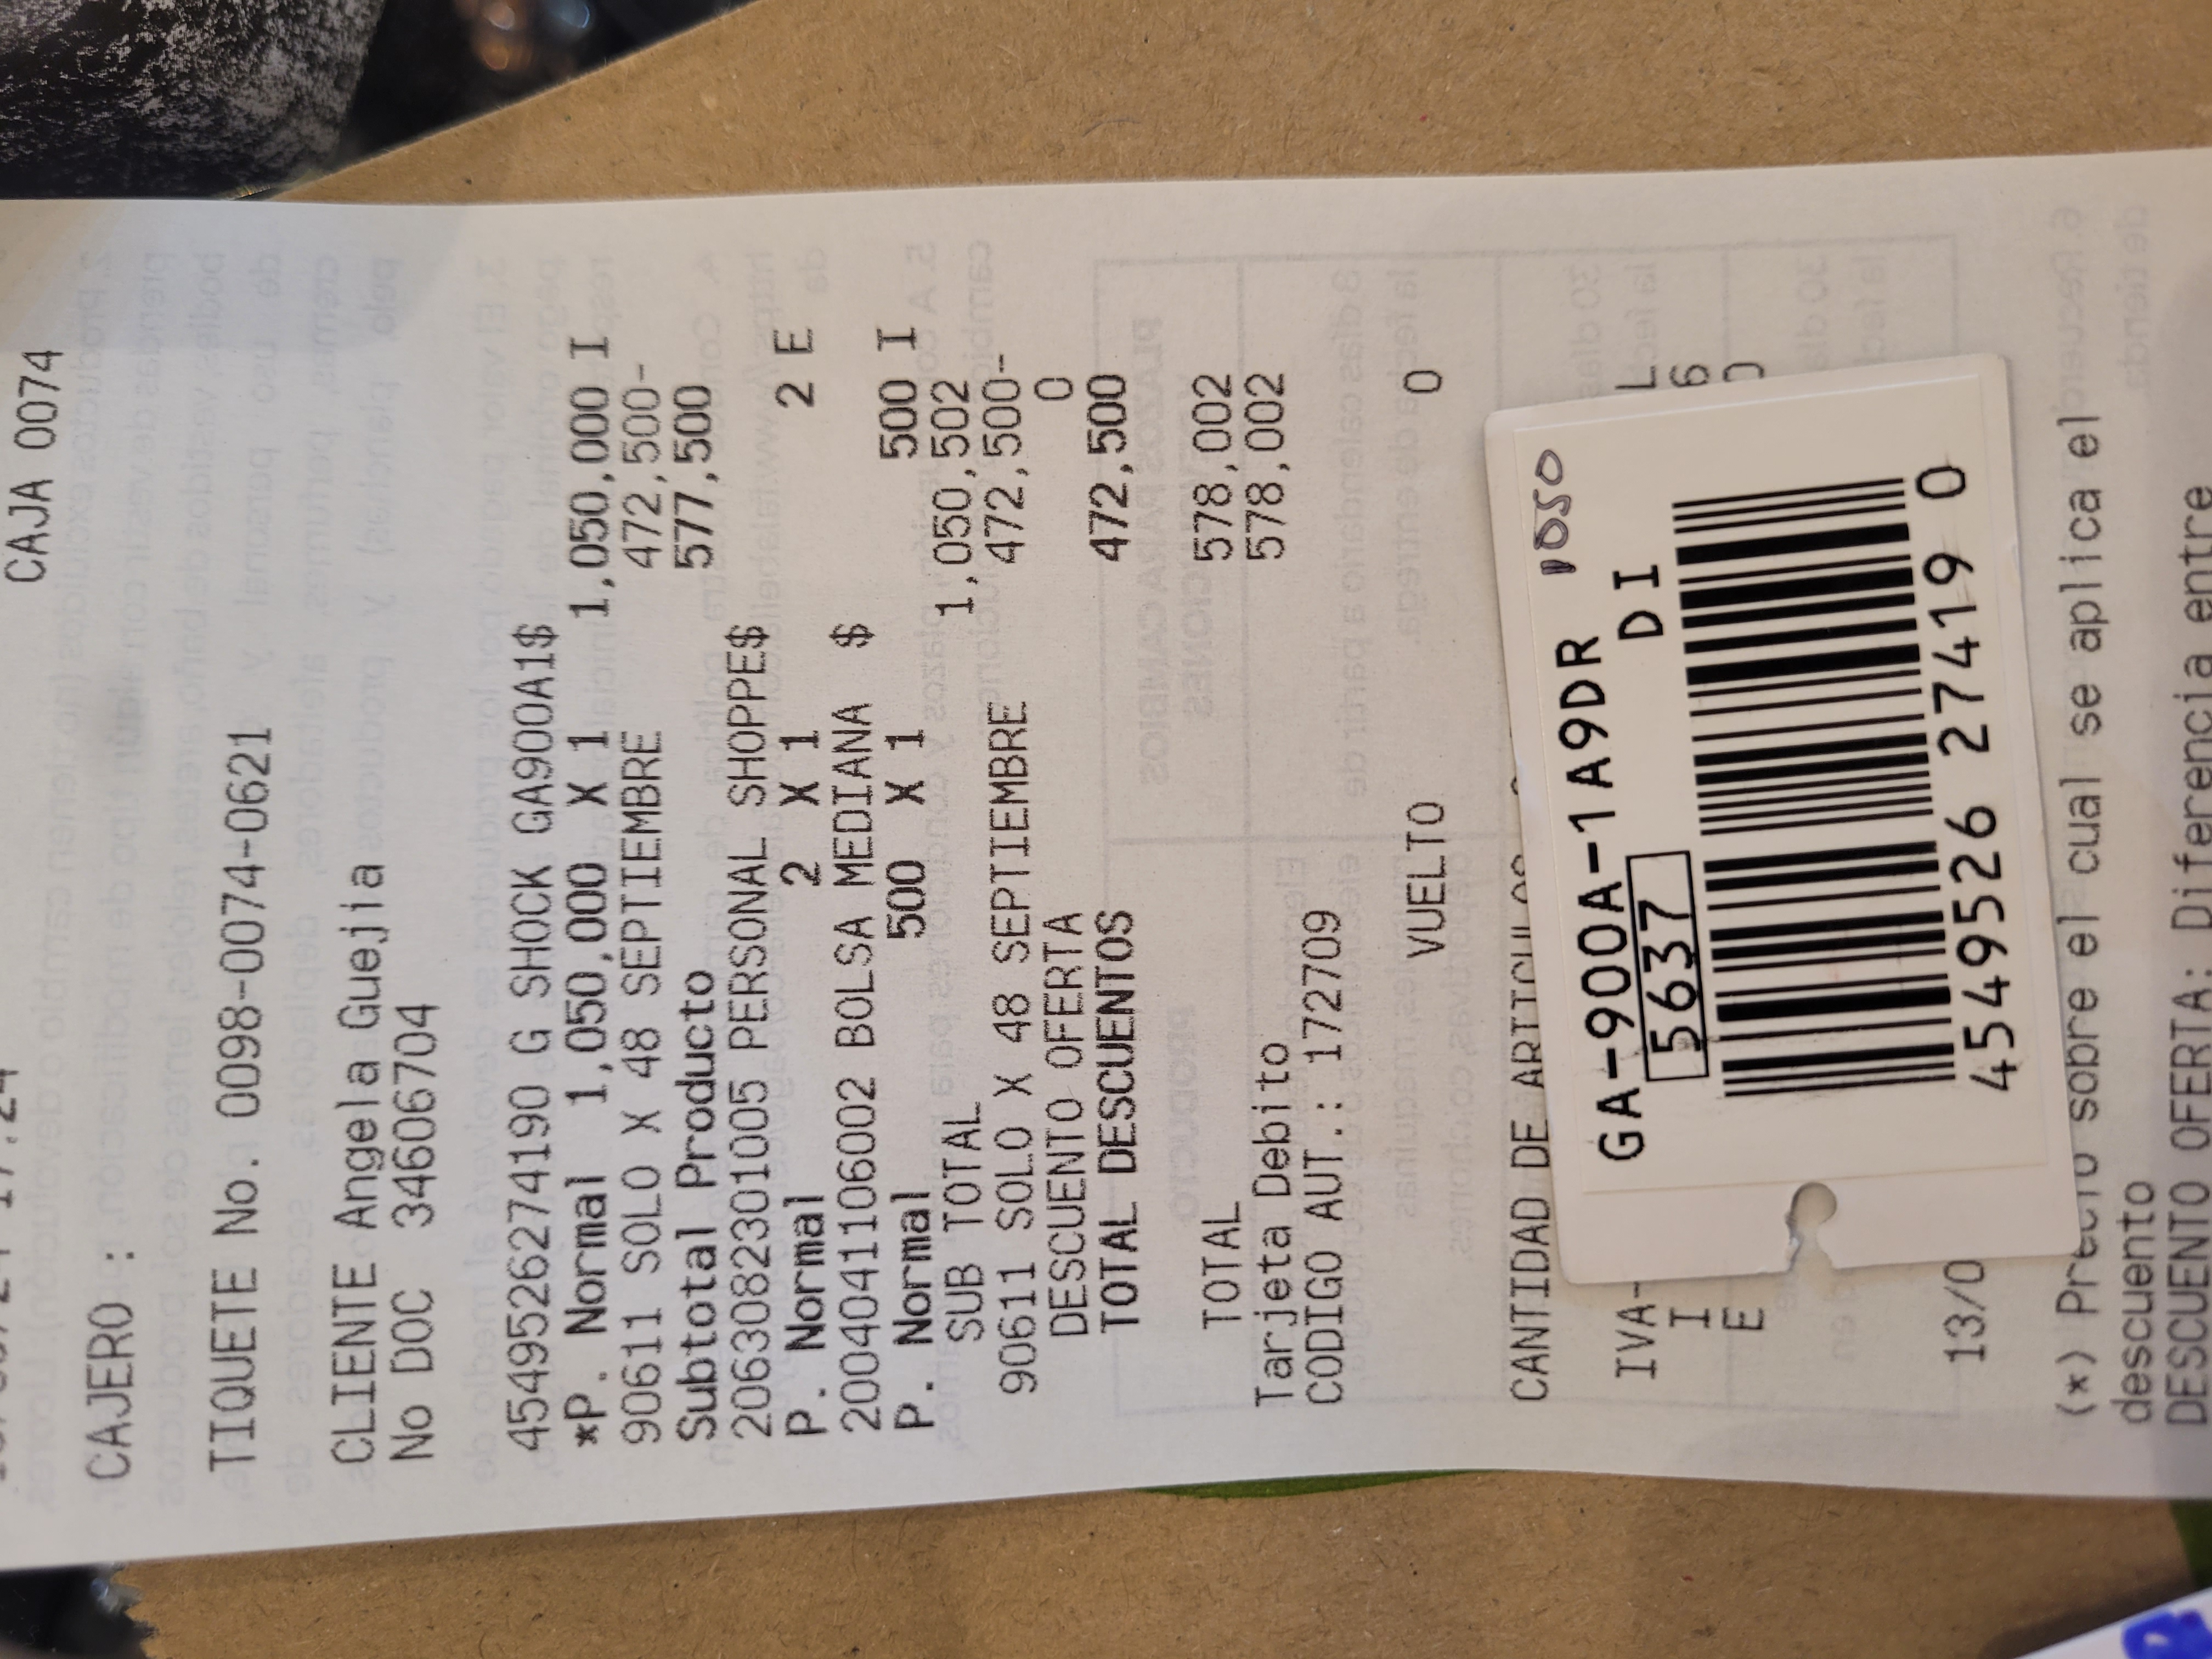 CAJA 0074
CAJERO :
TIQUETE No. 0098-0074-0621
CLIENTE Angela Guejia
No DOC 34606704
4549526274190 G SHOCK GA900A1$
*P. Normal 1,050,000 X 1 1,050,000 I
90611 SOLO X 48 SEPTIEMBRE 472,500-
Subtotal Producto 577,500
2063082301005 PERSONAL SHOPPE$
P. Normal 2 X 1 2 E
2004041106002 BOLSA MEDIANA $
P. Normal 500 X 1 500 I
SUB TOTAL 1,050,502
90611 SOLO X 48 SEPTIEMBRE 472,500-
DESCUENTO OFERTA 0
TOTAL DESCUENTOS 472,500
TOTAL 578,002
Tarjeta Debito 578,002
CODIGO AUT.: 172709
VUELTO 0
CANTIDAD DE ARTICULOS
IVA-
I
E
13/0
1050
GA-900A-1A9DR
5637 DI
4549526 27419 0
(*) Precio sobre el cual se aplica el
descuento
DESCUENTO OFERTA: Diferencia entre